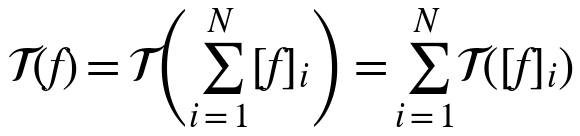 𝒯(f) = 𝒯( ∑_{i=1}^{N} [f]_i ) = ∑_{i=1}^{N} 𝒯([f]_i)